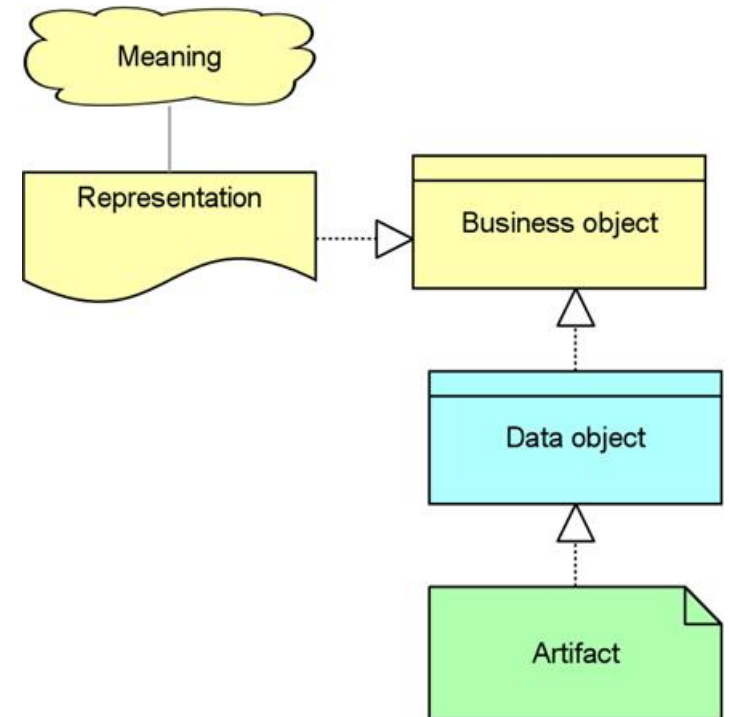 Meaning
Representation
Business object
Data object
Artifact